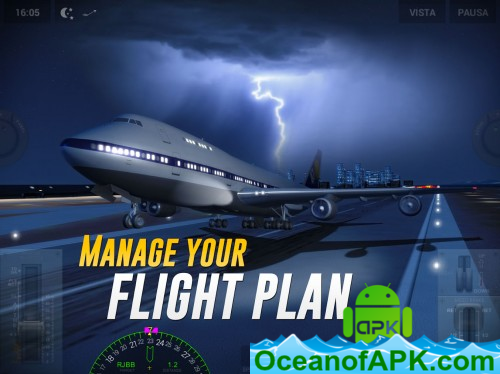 16:05
VISTA
PAUSA
MANAGE YOUR
FLIGHT PLAN
apk
RJBB
1.2
OceanofAPK.com